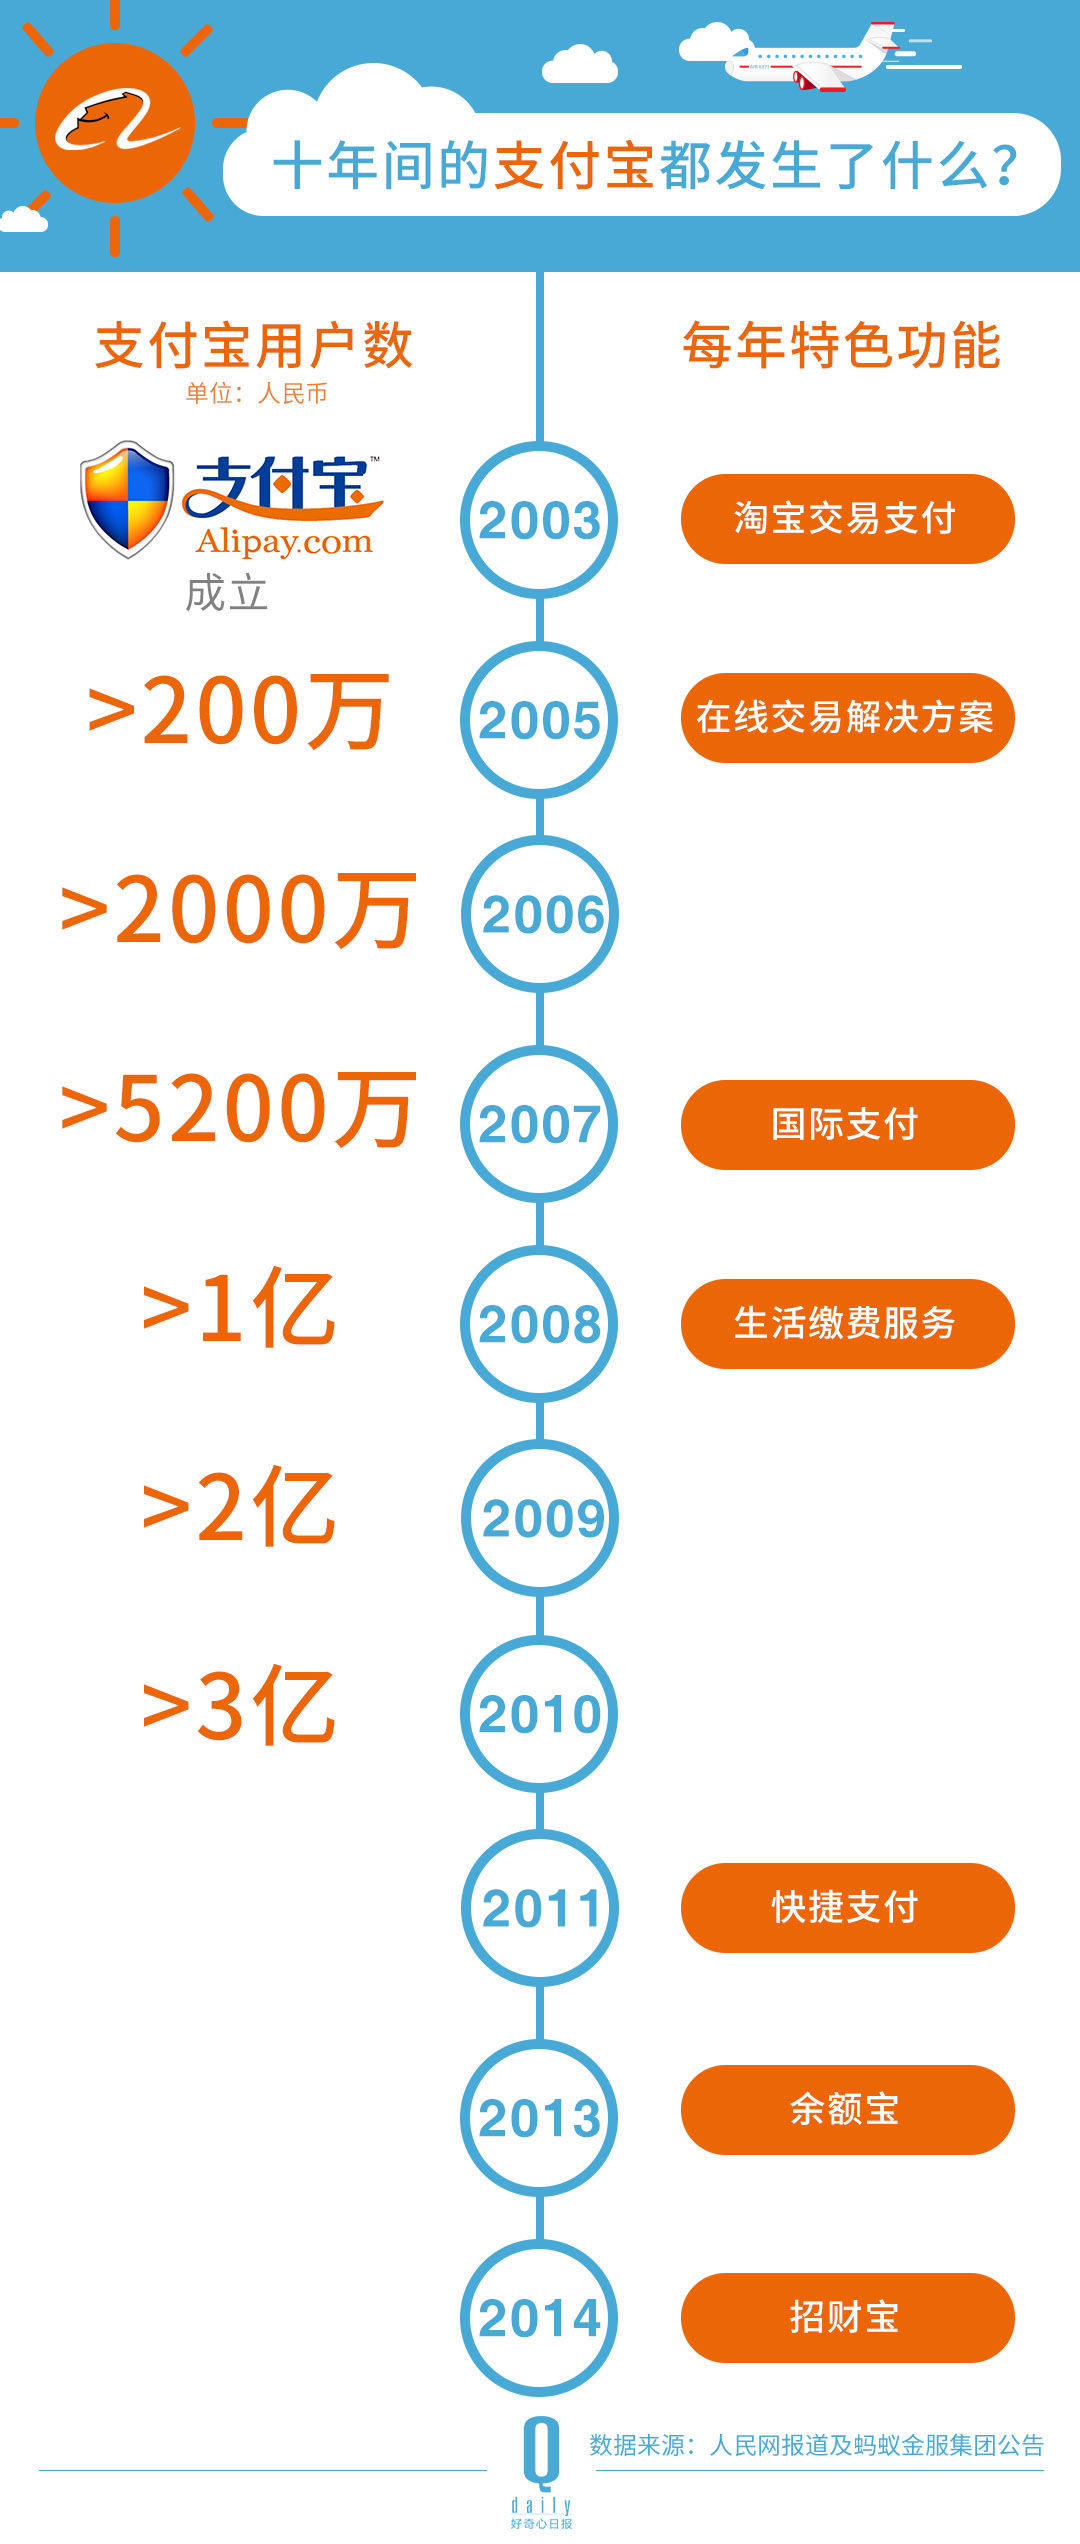 十年间的支付宝都发生了什么?
支付宝用户数
单位：人民币
每年特色功能
支付宝™
Alipay.com
成立
2003
淘宝交易支付
>200万
2005
在线交易解决方案
>2000万
2006
>5200万
2007
国际支付
>1亿
2008
生活缴费服务
>2亿
2009
>3亿
2010
2011
快捷支付
2013
余额宝
2014
招财宝
数据来源：人民网报道及蚂蚁金服集团公告
Q
daily
好奇心日报